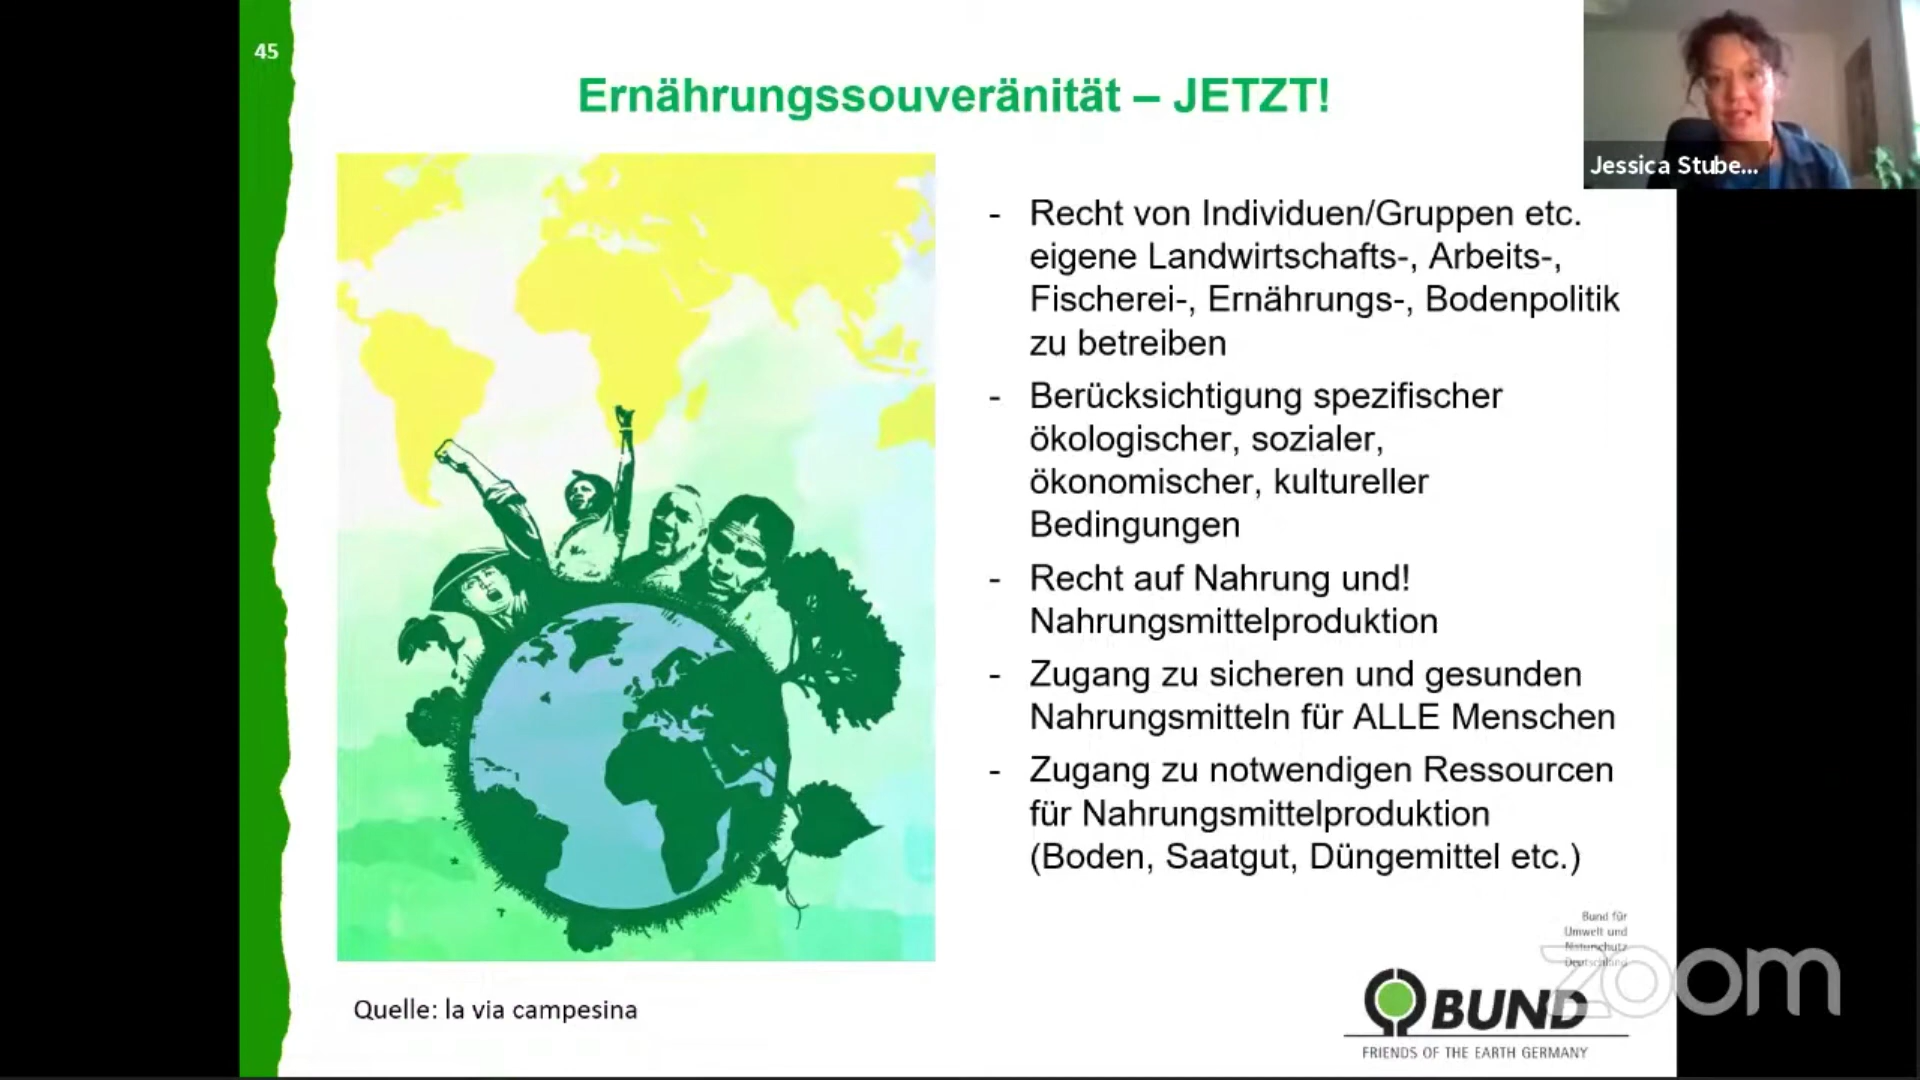 45
Ernährungssouveränität – JETZT!
Jessica Stube...
- Recht von Individuen/Gruppen etc.
eigene Landwirtschafts-, Arbeits-,
Fischerei-, Ernährungs-, Bodenpolitik
zu betreiben
- Berücksichtigung spezifischer
ökologischer, sozialer,
ökonomischer, kultureller
Bedingungen
- Recht auf Nahrung und!
Nahrungsmittelproduktion
- Zugang zu sicheren und gesunden
Nahrungsmitteln für ALLE Menschen
- Zugang zu notwendigen Ressourcen
für Nahrungsmittelproduktion
(Boden, Saatgut, Düngemittel etc.)
Quelle: la via campesina
Bund für
Umwelt und
Naturschutz
Deutschland
BUND
FRIENDS OF THE EARTH GERMANY
zoom